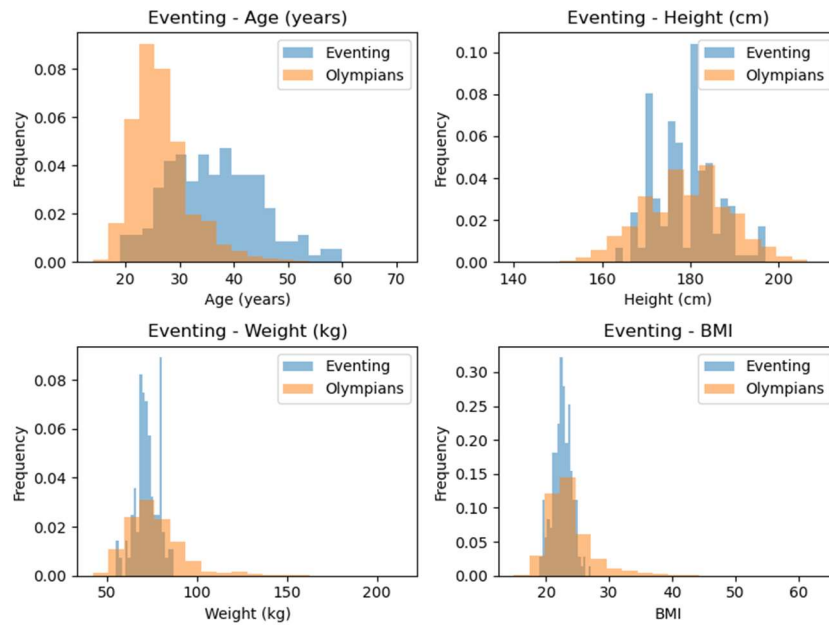 Eventing - Age (years)
Eventing
Olympians
Frequency
0.08
0.06
0.04
0.02
0.00
20 30 40 50 60 70
Age (years)
Eventing - Height (cm)
Eventing
Olympians
Frequency
0.10
0.08
0.06
0.04
0.02
0.00
140 160 180 200
Height (cm)
Eventing - Weight (kg)
Eventing
Olympians
Frequency
0.08
0.06
0.04
0.02
0.00
50 100 150 200
Weight (kg)
Eventing - BMI
Eventing
Olympians
Frequency
0.30
0.25
0.20
0.15
0.10
0.05
0.00
20 30 40 50 60
BMI